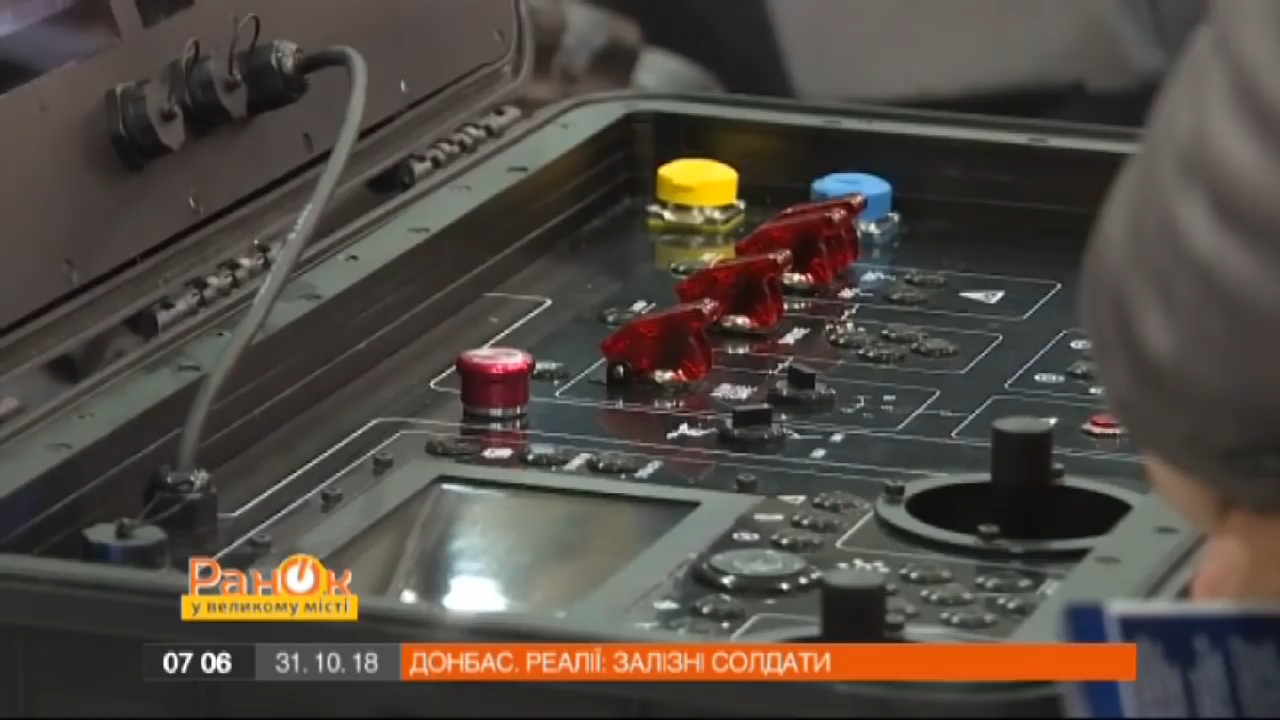 Ранок
у великому місті
07 06 31. 10. 18 ДОНБАС. РЕАЛІЇ: ЗАЛІЗНІ СОЛДАТИ